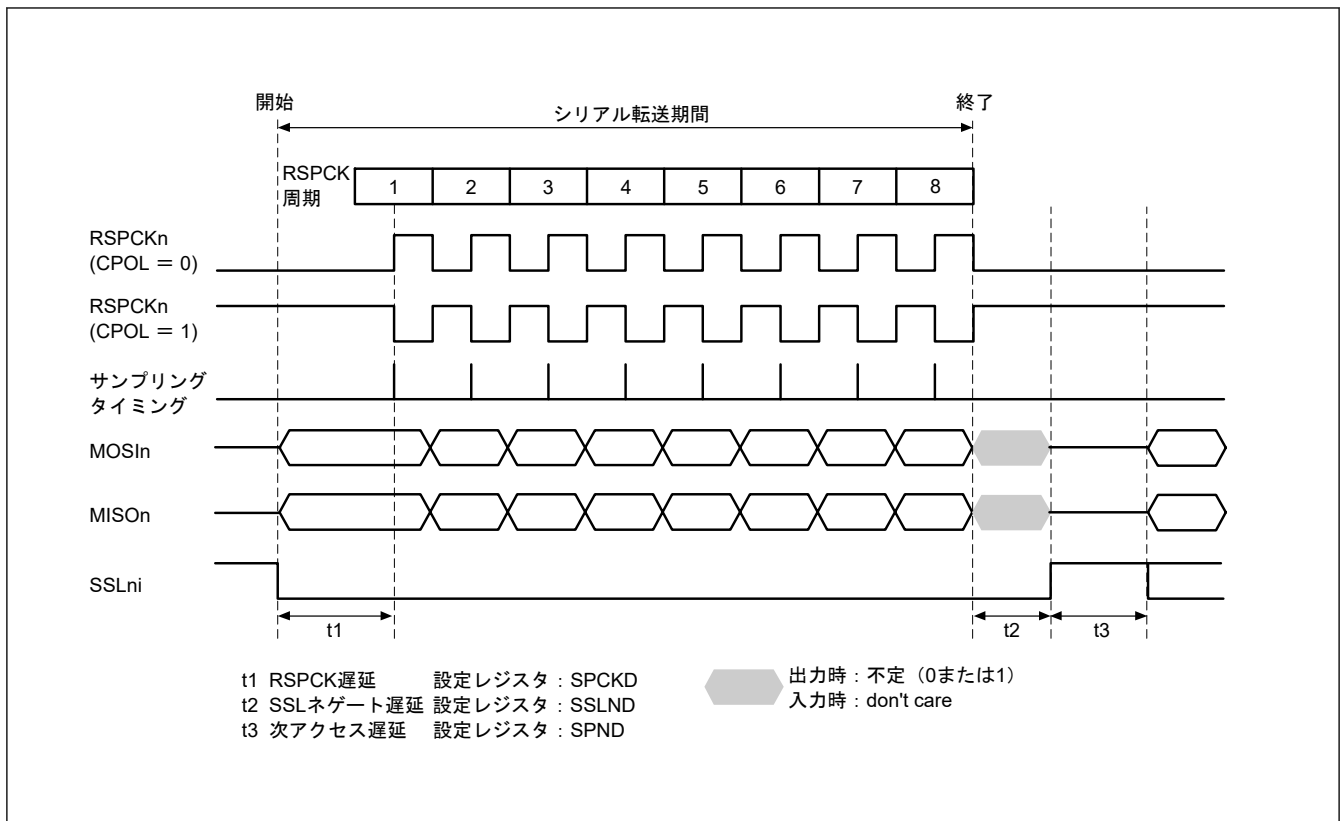 開始
終了
シリアル転送期間
RSPCK
周期
1 2 3 4 5 6 7 8
RSPCKn
(CPOL = 0)
RSPCKn
(CPOL = 1)
サンプリング
タイミング
MOSIn
MISOn
SSLni
t1
t2
t3
t1 RSPCK遅延 設定レジスタ：SPCKD
t2 SSLネゲート遅延 設定レジスタ：SSLND
t3 次アクセス遅延 設定レジスタ：SPND
出力時：不定（0または1）
入力時：don't care